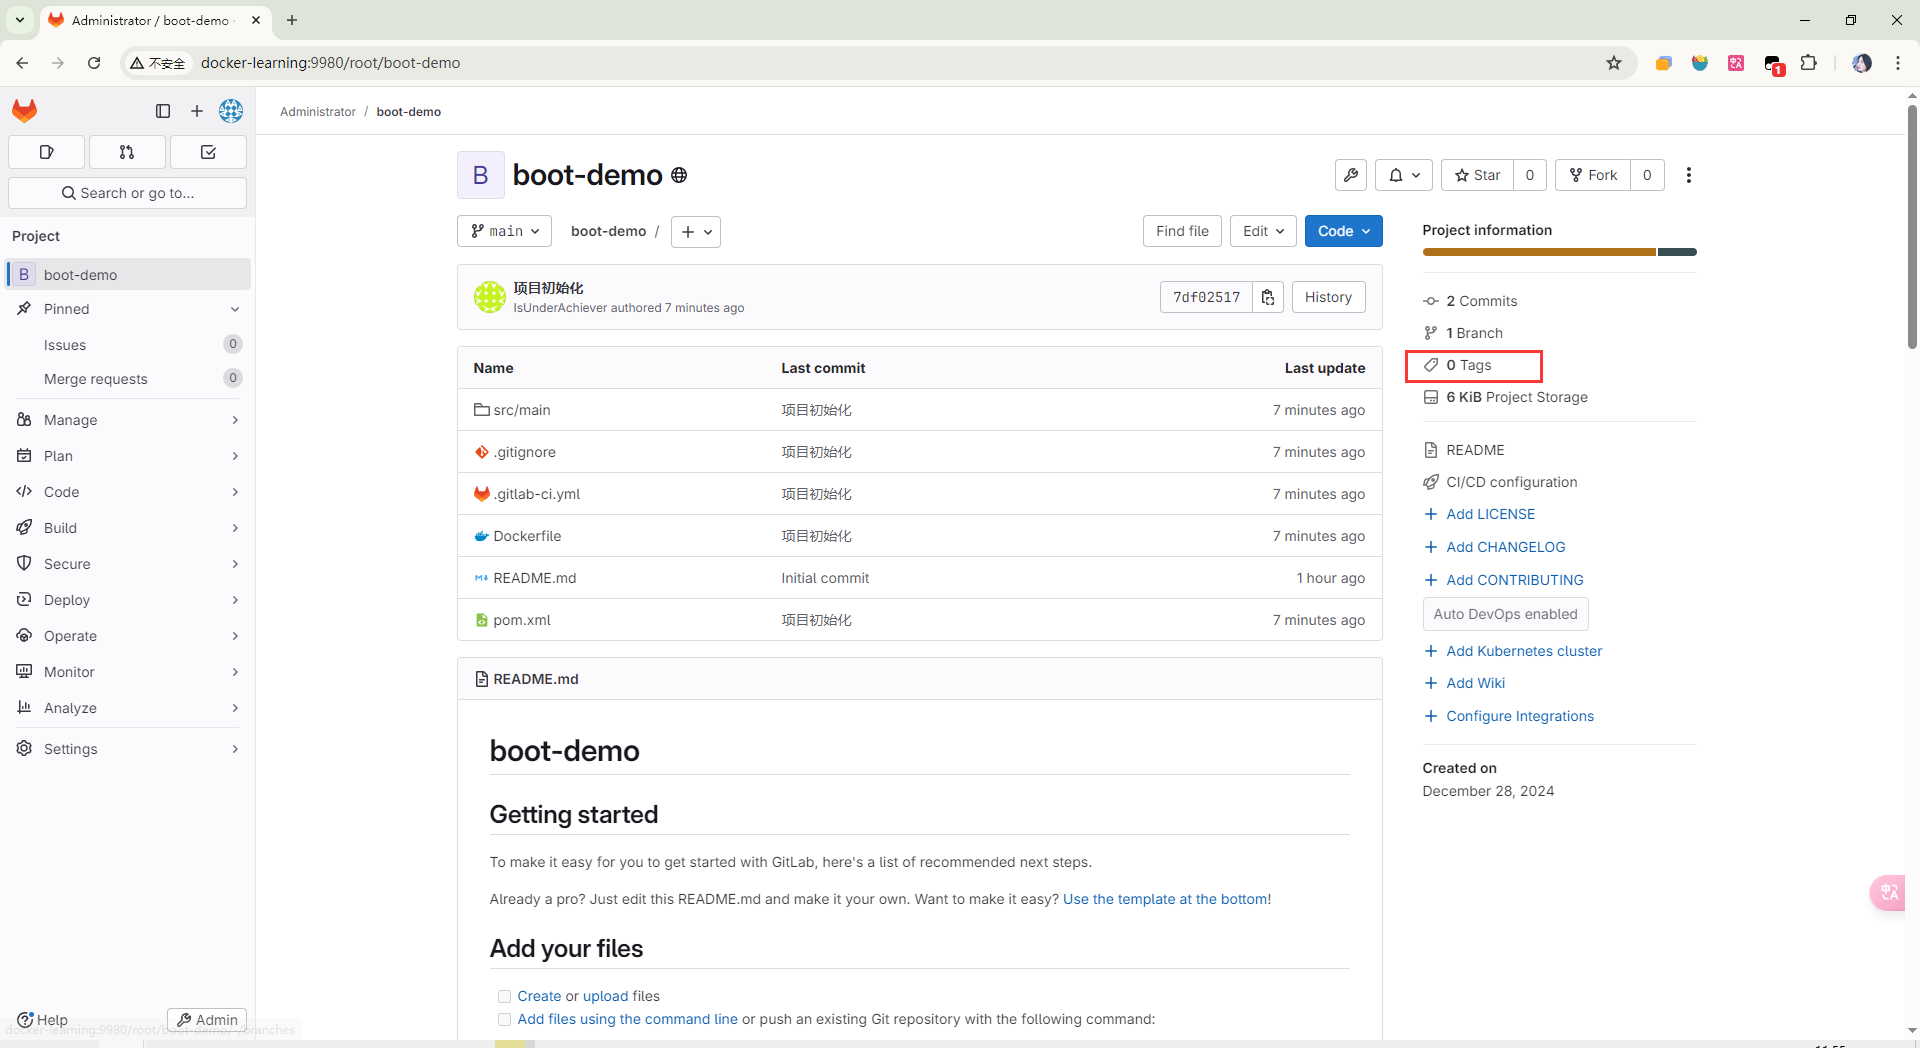 Administrator / boot-demo
不安全
docker-learning:9980/root/boot-demo
1
Administrator / boot-demo
Search or go to...
Project
B boot-demo
Pinned
Issues 0
Merge requests 0
Manage
Plan
Code
Build
Secure
Deploy
Operate
Monitor
Analyze
Settings
Help
Admin
docker-learning:9980/root/boot-demo/-/branches
B boot-demo
Star 0
Fork 0
main
boot-demo /
Find file
Edit
Code
项目初始化
IsUnderAchiever authored 7 minutes ago
7df02517
History
Name Last commit Last update
src/main 项目初始化 7 minutes ago
.gitignore 项目初始化 7 minutes ago
.gitlab-ci.yml 项目初始化 7 minutes ago
Dockerfile 项目初始化 7 minutes ago
README.md Initial commit 1 hour ago
pom.xml 项目初始化 7 minutes ago
README.md
boot-demo
Getting started
To make it easy for you to get started with GitLab, here's a list of recommended next steps.
Already a pro? Just edit this README.md and make it your own. Want to make it easy? Use the template at the bottom!
Add your files
Create or upload files
Add files using the command line or push an existing Git repository with the following command:
Project information
2 Commits
1 Branch
0 Tags
6 KiB Project Storage
README
CI/CD configuration
Add LICENSE
Add CHANGELOG
Add CONTRIBUTING
Auto DevOps enabled
Add Kubernetes cluster
Add Wiki
Configure Integrations
Created on
December 28, 2024